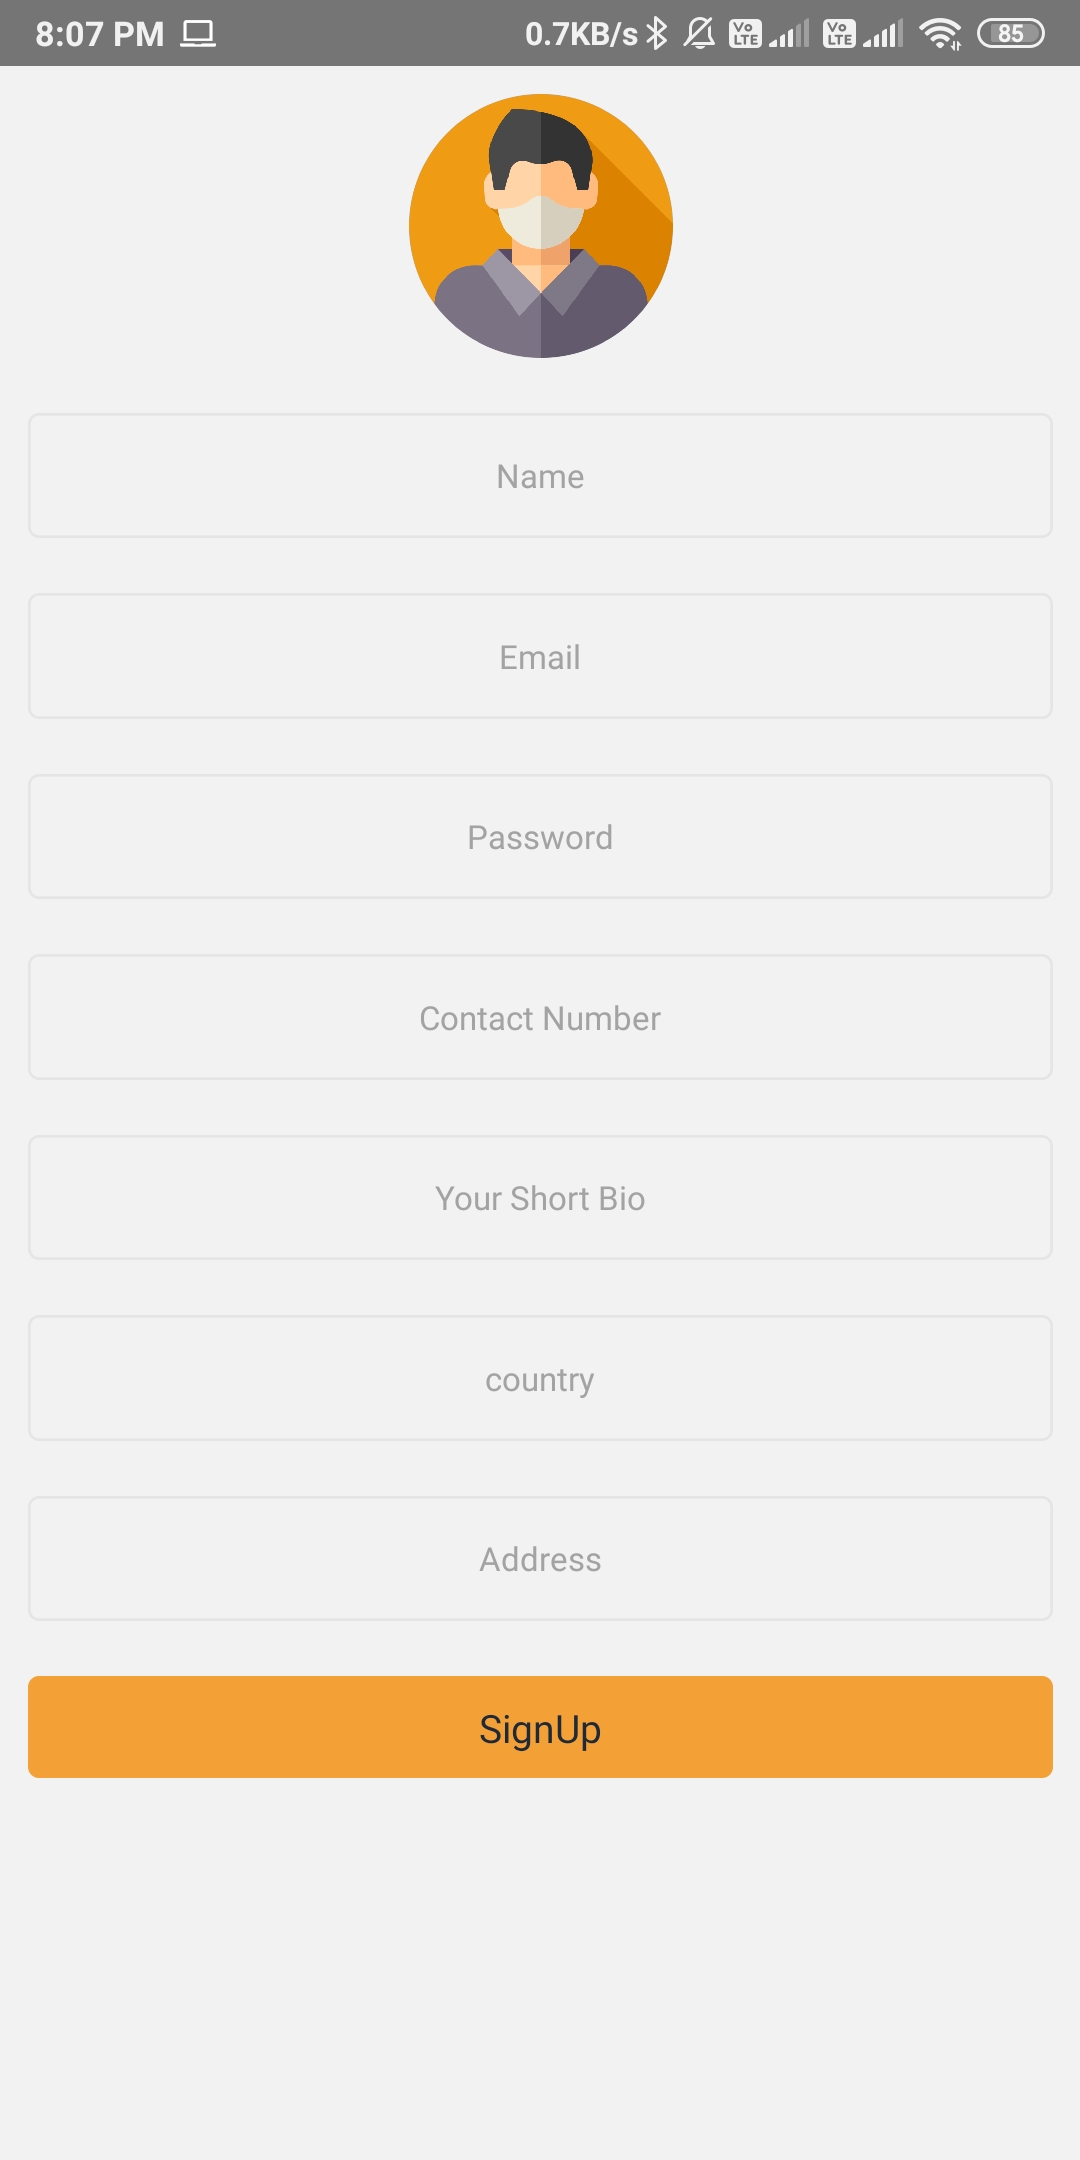 8:07 PM 0.7KB/s Vo LTE Vo LTE 85
Name
Email
Password
Contact Number
Your Short Bio
country
Address
SignUp